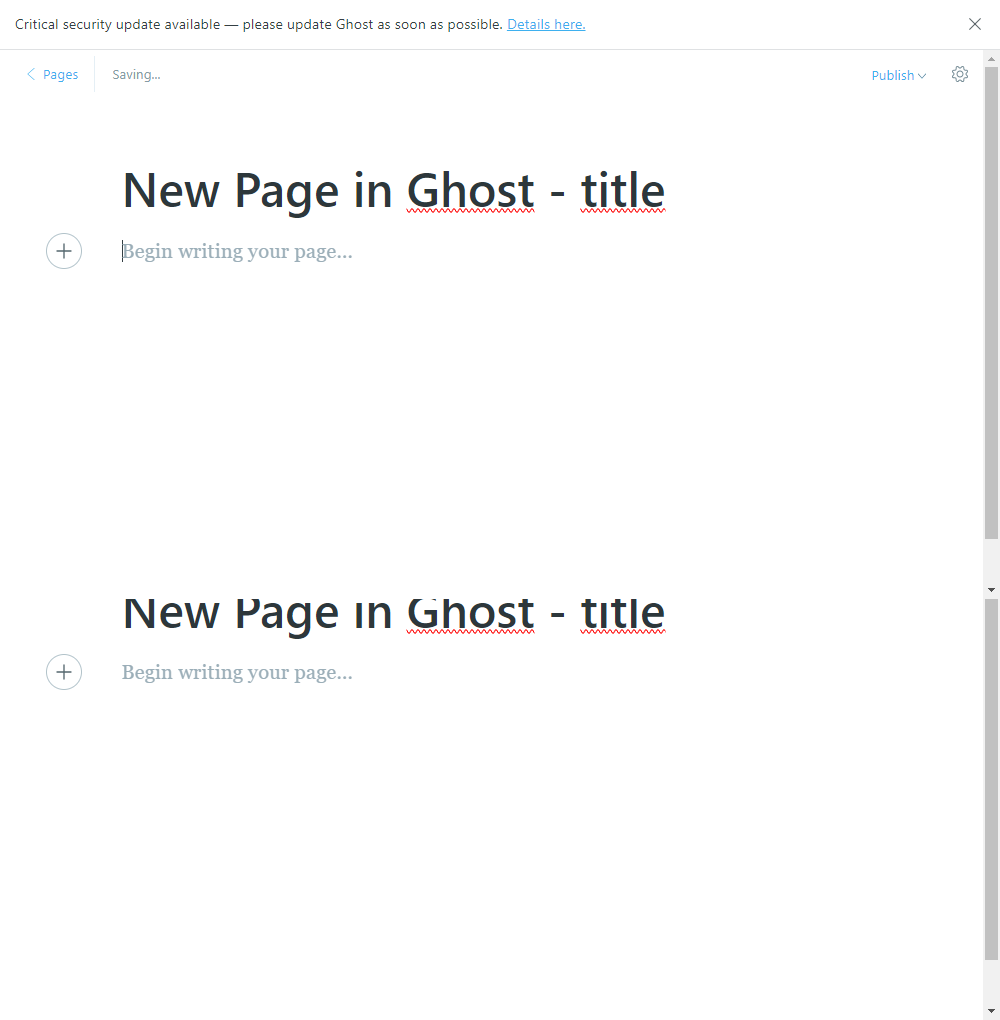 Critical security update available — please update Ghost as soon as possible. Details here.
Pages
Saving...
Publish
New Page in Ghost - title
Begin writing your page...
New Page in Ghost - title
Begin writing your page...